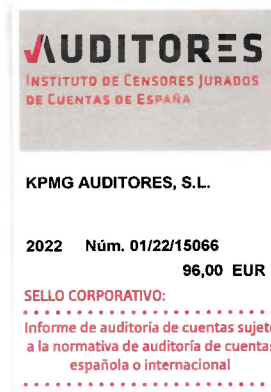 AUDITORES
INSTITUTO DE CENSORES JURADOS
DE CUENTAS DE ESPAÑA
KPMG AUDITORES, S.L.
2022 Núm. 01/22/15066
96,00 EUR
SELLO CORPORATIVO:
Informe de auditoría de cuentas sujeto
a la normativa de auditoría de cuentas
española o internacional